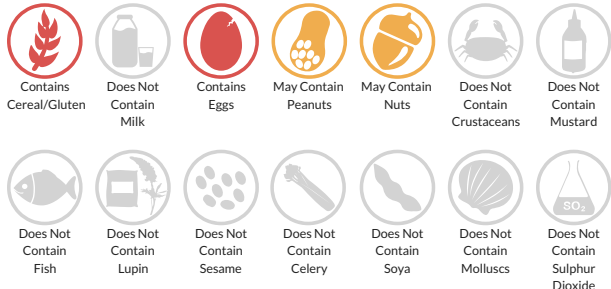 Contains
Cereal/Gluten
Does Not
Contain
Milk
Contains
Eggs
May Contain
Peanuts
May Contain
Nuts
Does Not
Contain
Crustaceans
Does Not
Contain
Mustard
Does Not
Contain
Fish
Does Not
Contain
Lupin
Does Not
Contain
Sesame
Does Not
Contain
Celery
Does Not
Contain
Soya
Does Not
Contain
Molluscs
SO₂
Does Not
Contain
Sulphur
Dioxide